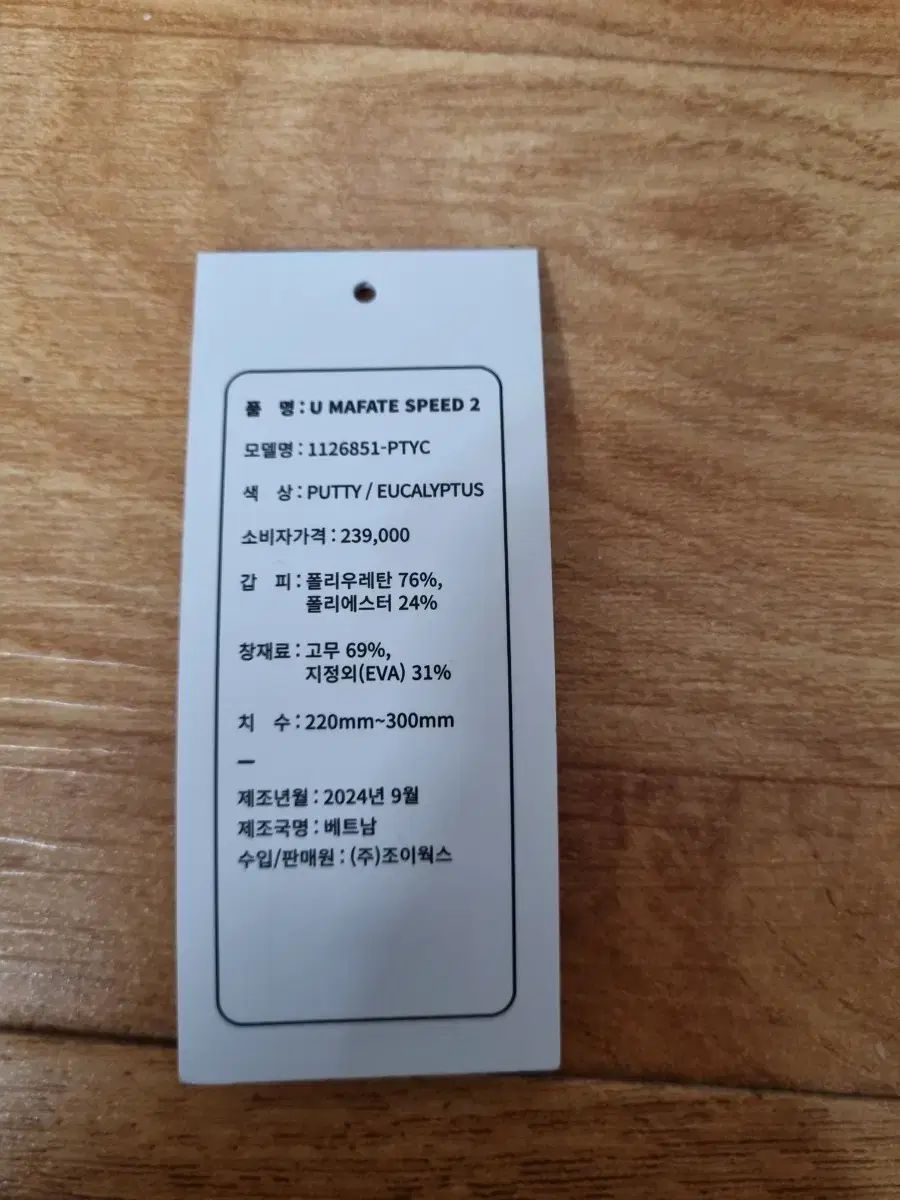 품 명 : U MAFATE SPEED 2
모델명 : 1126851-PTYC
색 상 : PUTTY / EUCALYPTUS
소비자가격 : 239,000
갑 피 : 폴리우레탄 76%,
폴리에스터 24%
창재료 : 고무 69%,
지정외(EVA) 31%
치 수 : 220mm~300mm
—
제조년월 : 2024년 9월
제조국명 : 베트남
수입/판매원 : (주)조이웍스